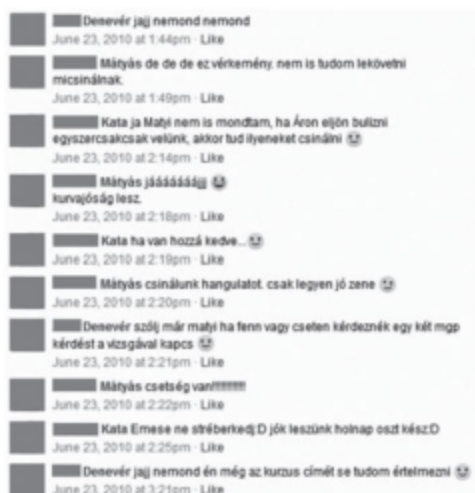 Denevér jajj nemond nemond
June 23, 2010 at 1:44pm · Like
Mátyás de de de ez vérkemény. nem is tudom lekövetni
micsinálnak.
June 23, 2010 at 1:49pm · Like
Kata ja Matyi nem is mondtam, ha Áron eljön bulizni
egyszercsakcsak velünk, akkor tud ilyeneket csinálni
June 23, 2010 at 2:14pm · Like
Mátyás jááááááájjj
kurvajóság lesz.
June 23, 2010 at 2:18pm · Like
Kata ha van hozzá kedve...
June 23, 2010 at 2:19pm · Like
Mátyás csinálunk hangulatot. csak legyen jó zene
June 23, 2010 at 2:20pm · Like
Denevér szólj már matyi ha fenn vagy cseten kérdeznék egy két mgp
kérdést a vizsgával kapcs
June 23, 2010 at 2:21pm · Like
Mátyás csetség van!!!!!!!!!!!
June 23, 2010 at 2:22pm · Like
Kata Emese ne stréberkedj:D jók leszünk holnap oszt kész:D
June 23, 2010 at 2:25pm · Like
Denevér jajj nemond én még az kurzus címét se tudom értelmezni
June 23, 2010 at 3:21pm · Like